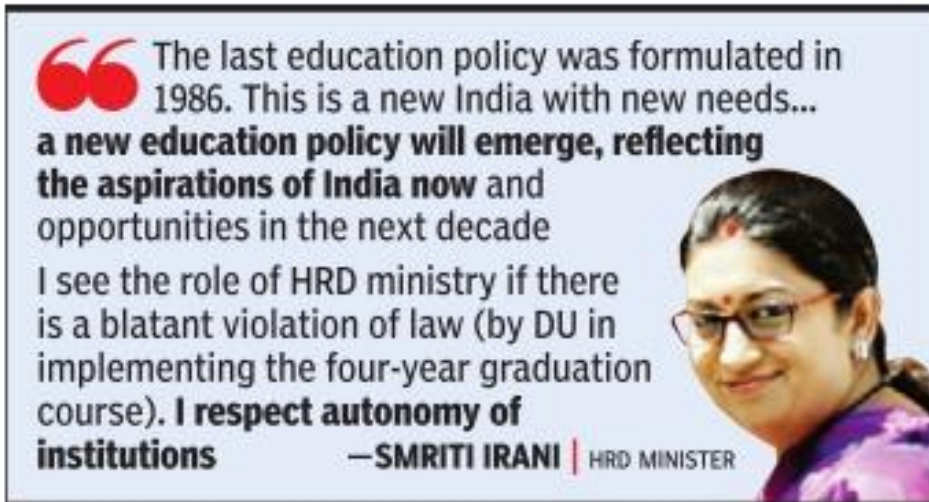 The last education policy was formulated in
1986. This is a new India with new needs...
a new education policy will emerge, reflecting
the aspirations of India now and
opportunities in the next decade
I see the role of HRD ministry if there
is a blatant violation of law (by DU in
implementing the four-year graduation
course). I respect autonomy of
institutions —SMRITI IRANI | HRD MINISTER